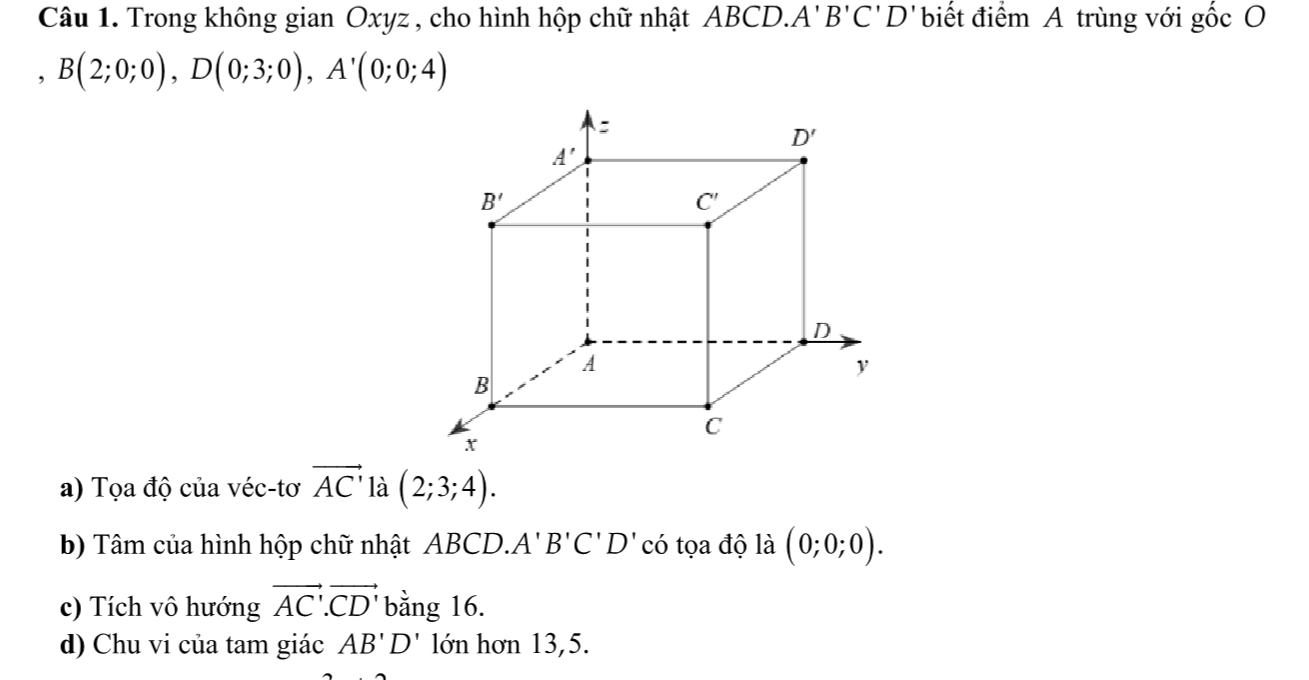 Câu 1. Trong không gian Oxyz, cho hình hộp chữ nhật ABCD.A'B'C'D' biết điểm A trùng với gốc O
, B(2;0;0), D(0;3;0), A'(0;0;4)
z
D'
A'
B'
C'
D
A
y
B
C
x
a) Tọa độ của véc-tơ \overrightarrow{AC'} là (2;3;4).
b) Tâm của hình hộp chữ nhật ABCD.A'B'C'D' có tọa độ là (0;0;0).
c) Tích vô hướng \overrightarrow{AC'}.\overrightarrow{CD'} bằng 16.
d) Chu vi của tam giác AB'D' lớn hơn 13,5.